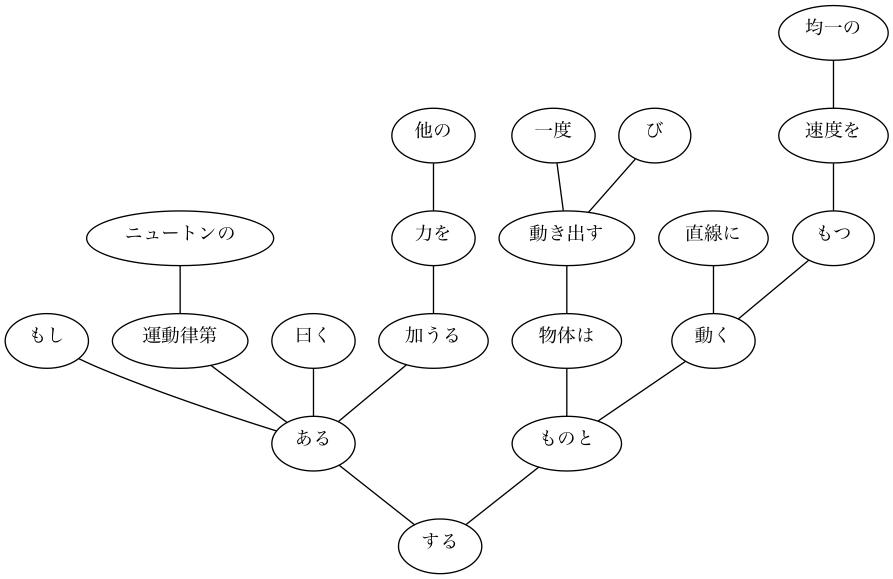 均一の
他の
一度
び
速度を
ニュートンの
力を
動き出す
直線に
もつ
もし
運動律第
曰く
加うる
物体は
動く
ある
ものと
する